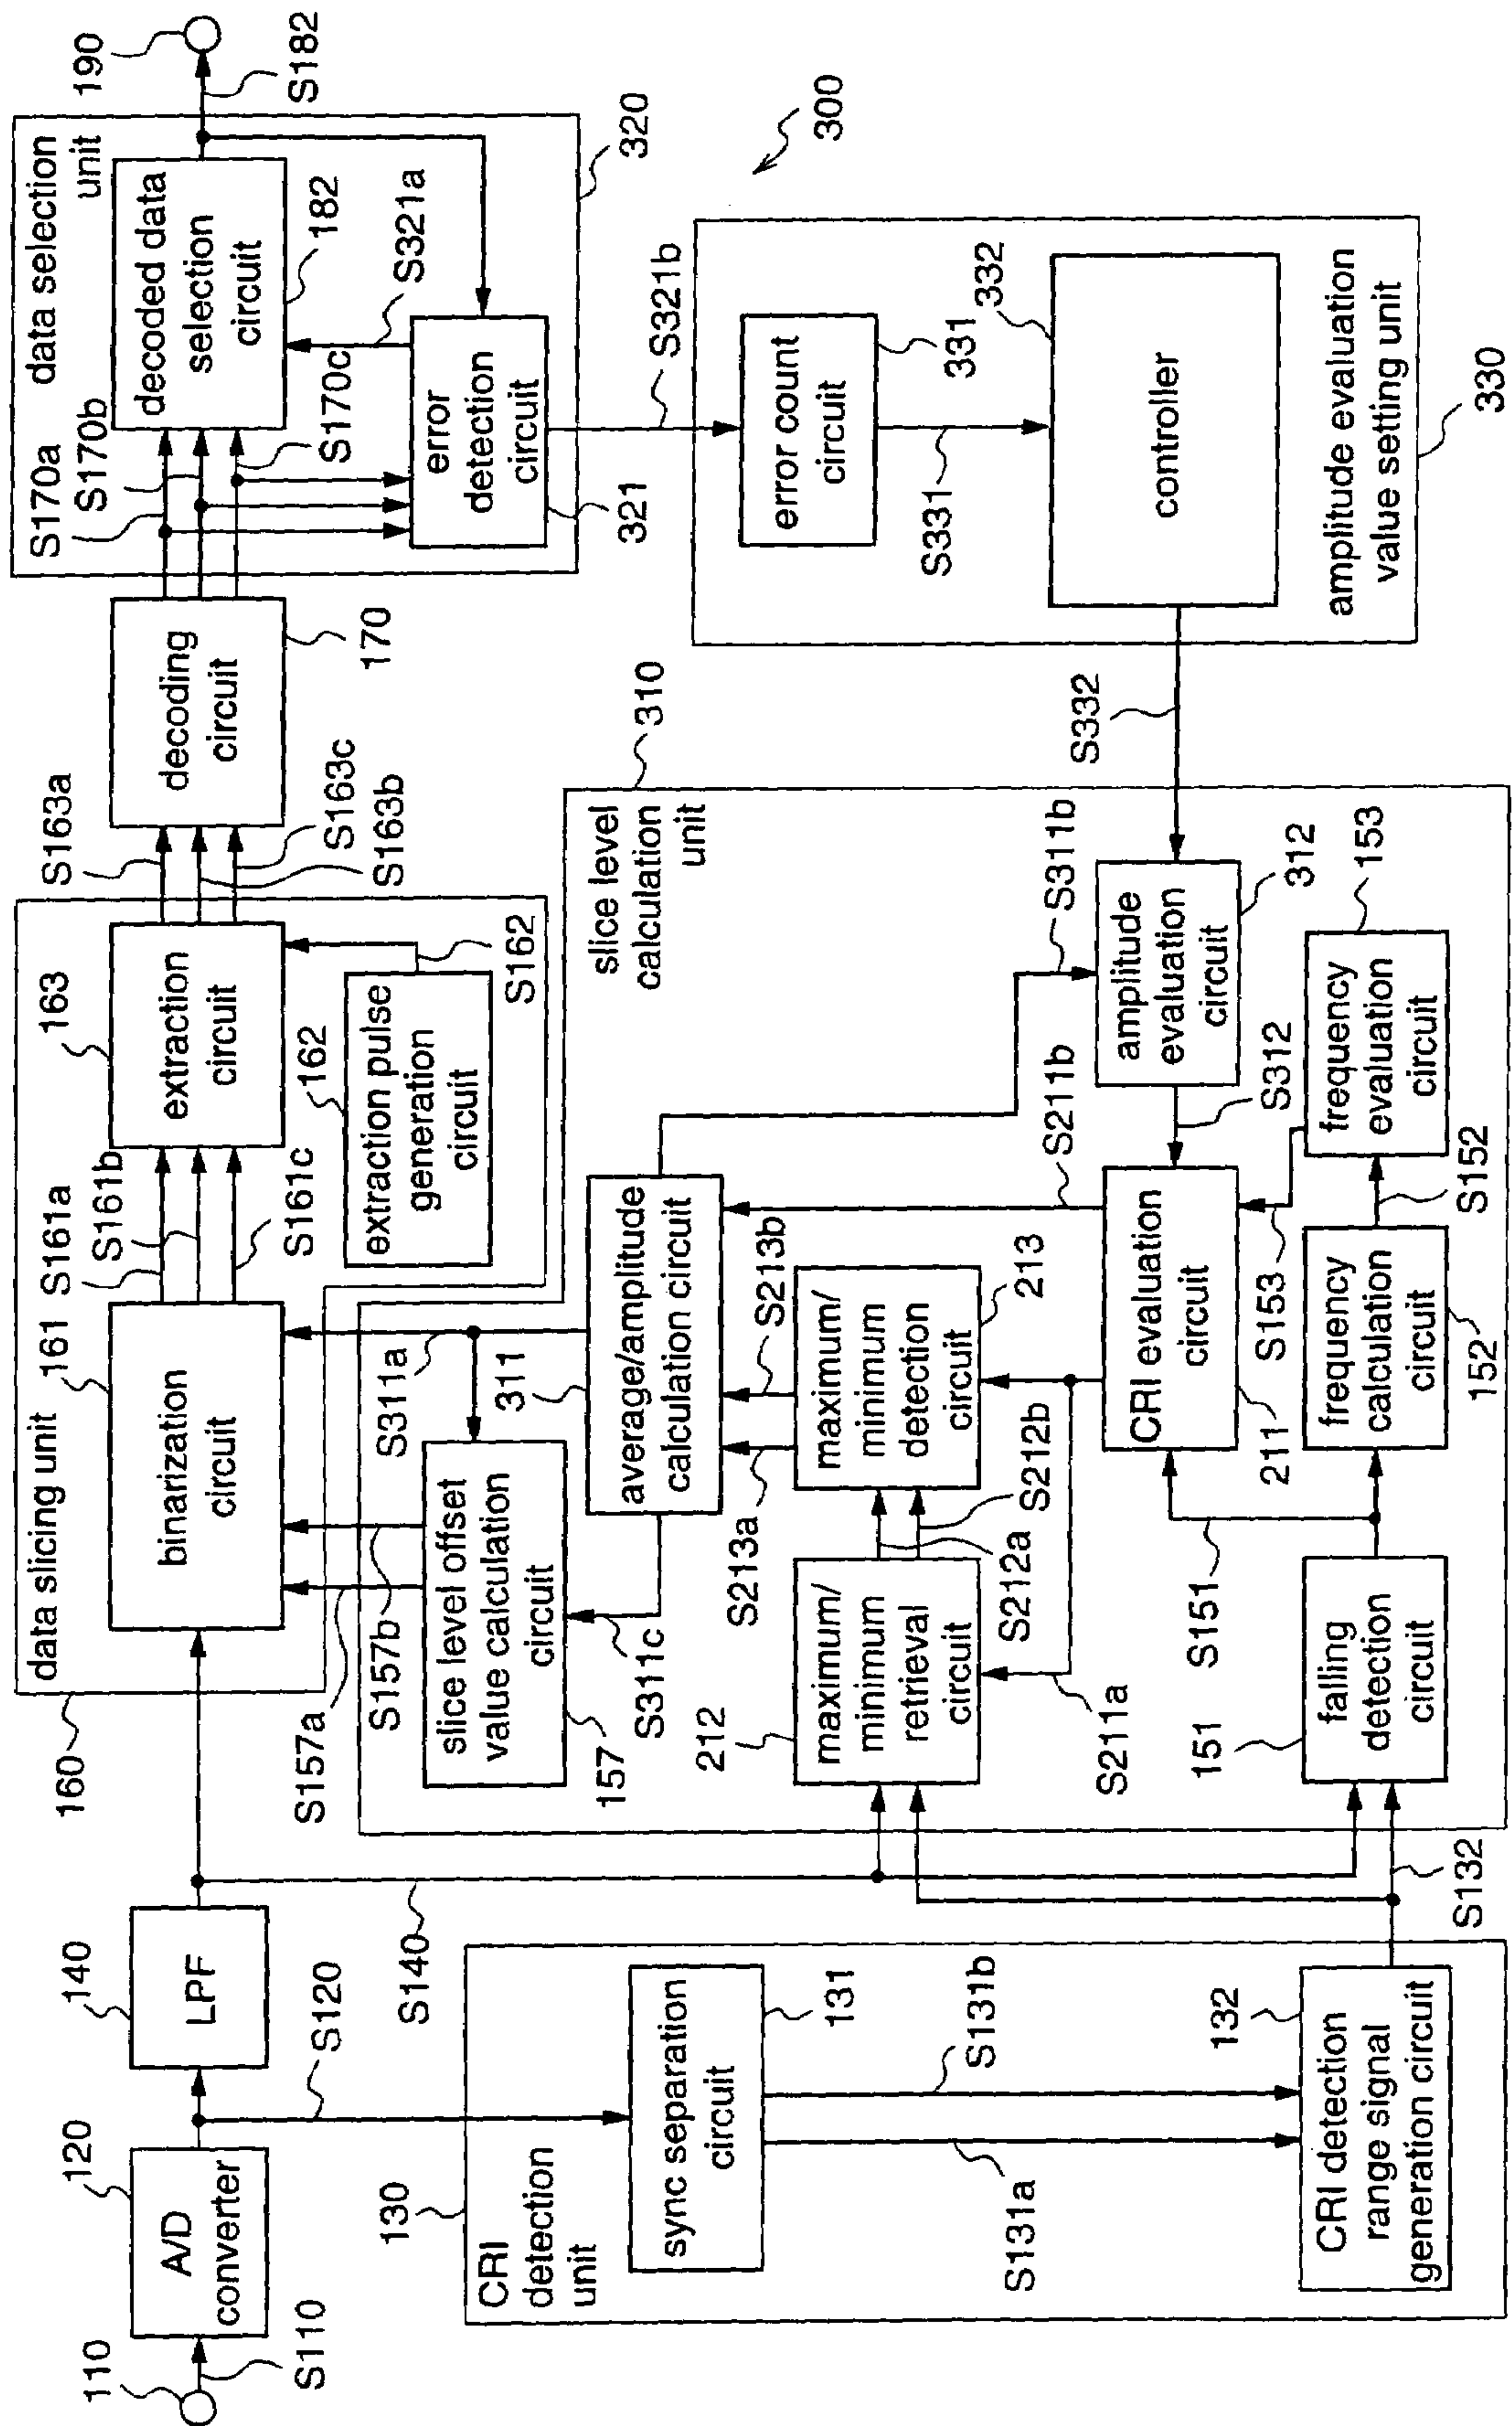 110
S110
120
A/D
converter
S120
140
LPF
S140
130
CRI
detection
unit
sync separation
circuit
131
S131a
S131b
132
CRI detection
range signal
generation circuit
S132
160
data slicing unit
161
binarization
circuit
S161a
S161b
S161c
163
extraction
circuit
162
extraction pulse
generation
circuit
S162
S163a
S163c
S163b
decoding
circuit
170
S170a
S170b
S170c
data selection
unit
decoded data
selection
circuit
182
S321a
error
detection
circuit
321
320
190
S182
300
S321b
error count
circuit
331
S331
332
controller
amplitude evaluation
value setting unit
330
S332
310
slice level
calculation
unit
S157a
S157b
slice level offset
value calculation
circuit
157
S311a
311
average/amplitude
calculation circuit
S311c
S311b
S213a
S213b
212
maximum/
minimum
retrieval
circuit
S212a
S212b
maximum/
minimum
detection
circuit
213
S211a
S211b
CRI evaluation
circuit
211
amplitude
evaluation
circuit
312
S312
151
falling
detection
circuit
S151
frequency
calculation
circuit
152
S152
S153
frequency
evaluation
circuit
153